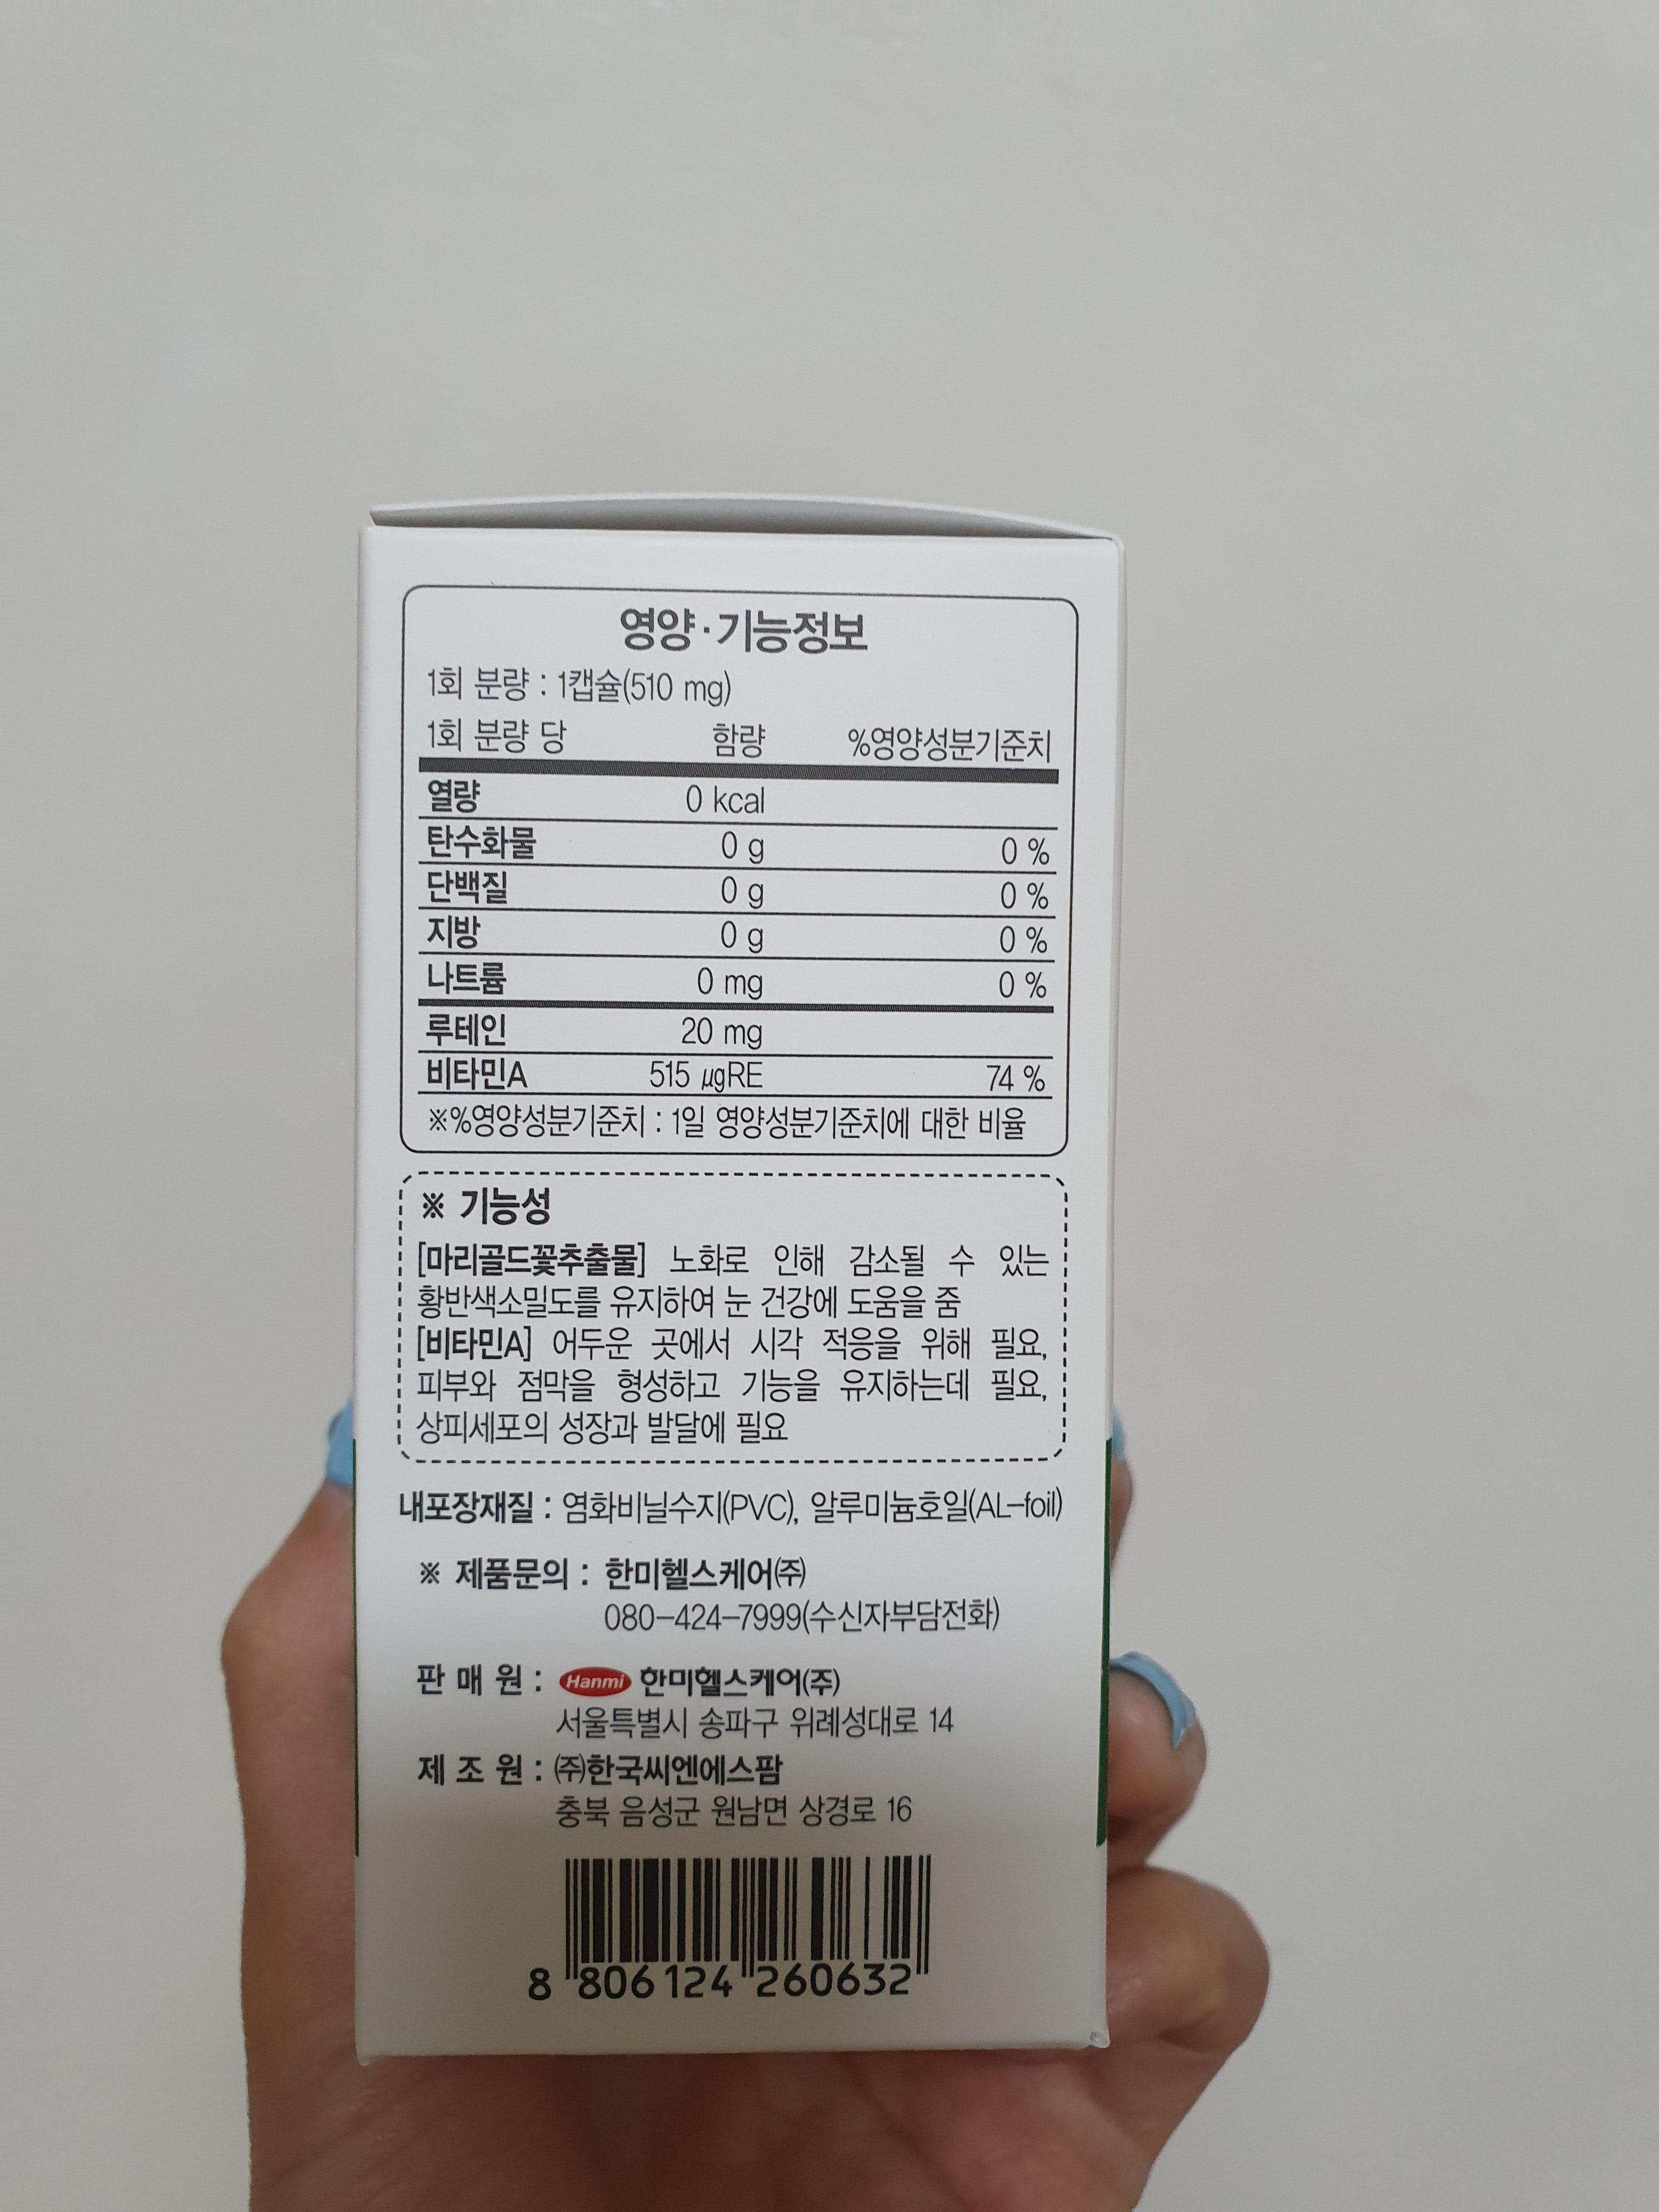 영양·기능정보
1회 분량 : 1캡슐(510 mg)
1회 분량 당 함량 %영양성분기준치
열량 0 kcal
탄수화물 0 g 0 %
단백질 0 g 0 %
지방 0 g 0 %
나트륨 0 mg 0 %
루테인 20 mg
비타민A 515 μgRE 74 %
※%영양성분기준치 : 1일 영양성분기준치에 대한 비율
※ 기능성
[마리골드꽃추출물] 노화로 인해 감소될 수 있는
황반색소밀도를 유지하여 눈 건강에 도움을 줌
[비타민A] 어두운 곳에서 시각 적응을 위해 필요,
피부와 점막을 형성하고 기능을 유지하는데 필요,
상피세포의 성장과 발달에 필요
내포장재질 : 염화비닐수지(PVC), 알루미늄호일(AL-foil)
※ 제품문의 : 한미헬스케어㈜
080-424-7999(수신자부담전화)
판 매 원 : Hanmi 한미헬스케어(주)
서울특별시 송파구 위례성대로 14
제 조 원 : ㈜한국씨엔에스팜
충북 음성군 원남면 상경로 16
8 806124 260632